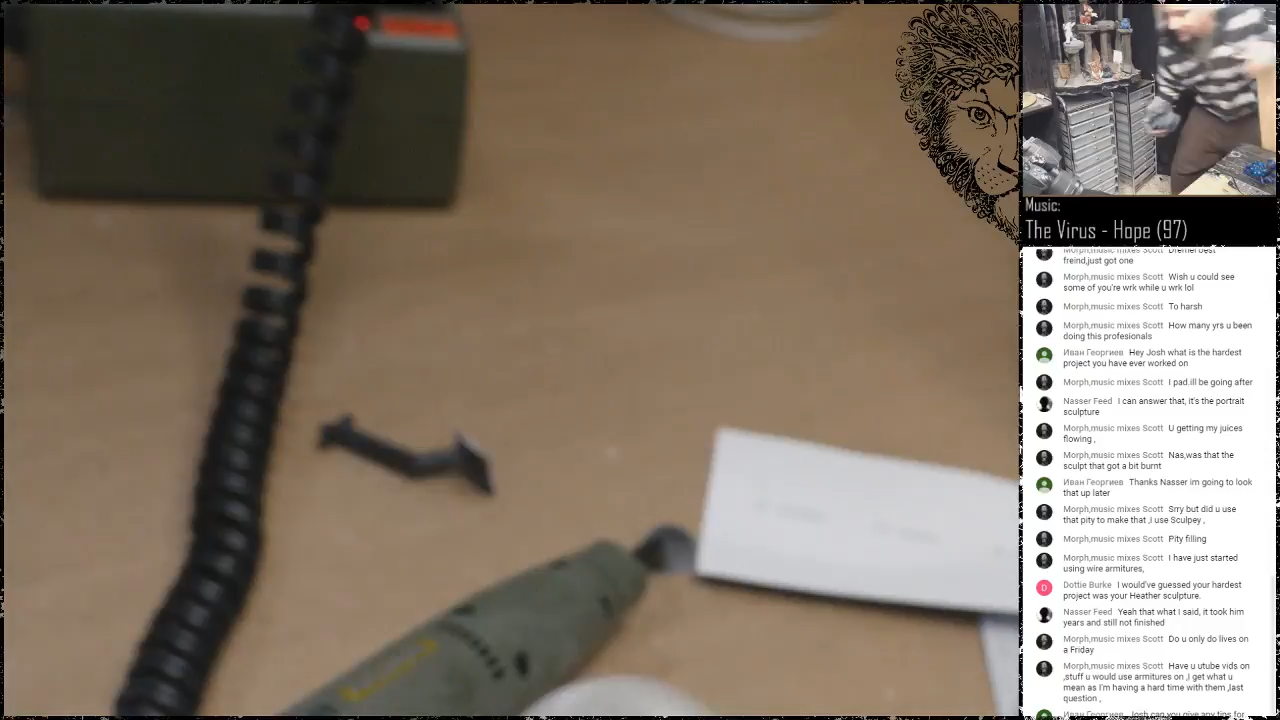 Music:
The Virus - Hope (97)
Morph,music mixes Scott Dremel best
freind,just got one
Morph,music mixes Scott Wish u could see
some of you're wrk while u wrk lol
Morph,music mixes Scott To harsh
Morph,music mixes Scott How many yrs u been
doing this profesionals
Иван Георгиев Hey Josh what is the hardest
project you have ever worked on
Morph,music mixes Scott I pad.ill be going after
Nasser Feed I can answer that, it's the portrait
sculpture
Morph,music mixes Scott U getting my juices
flowing ,
Morph,music mixes Scott Nas,was that the
sculpt that got a bit burnt
Иван Георгиев Thanks Nasser im going to look
that up later
Morph,music mixes Scott Srry but did u use
that pity to make that ,I use Sculpey ,
Morph,music mixes Scott Pity filling
Morph,music mixes Scott I have just started
using wire armitures,
D
Dottie Burke I would've guessed your hardest
project was your Heather sculpture.
Nasser Feed Yeah that what I said, it took him
years and still not finished
Morph,music mixes Scott Do u only do lives on
a Friday
Morph,music mixes Scott Have u utube vids on
,stuff u would use armitures on ,I get what u
mean as I'm having a hard time with them ,last
question ,
Иван Георгиев Josh can you give any tips for